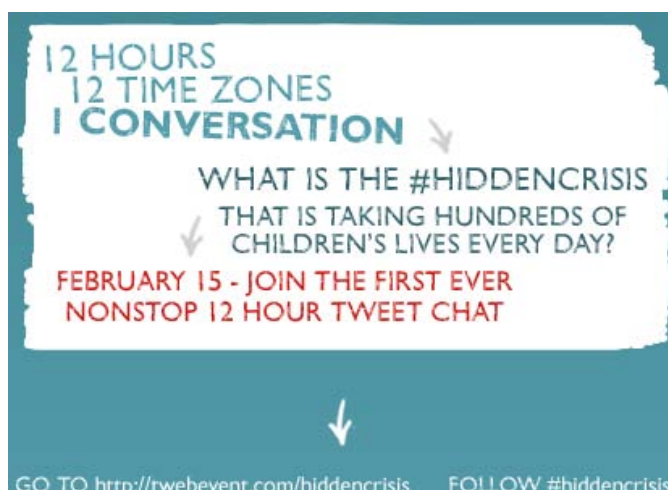 12 HOURS
12 TIME ZONES
1 CONVERSATION
WHAT IS THE #HIDDENCRISIS
THAT IS TAKING HUNDREDS OF
CHILDREN'S LIVES EVERY DAY?
FEBRUARY 15 - JOIN THE FIRST EVER
NONSTOP 12 HOUR TWEET CHAT
GO TO http://twebevent.com/hiddencrisis FOLLOW #hiddencrisis